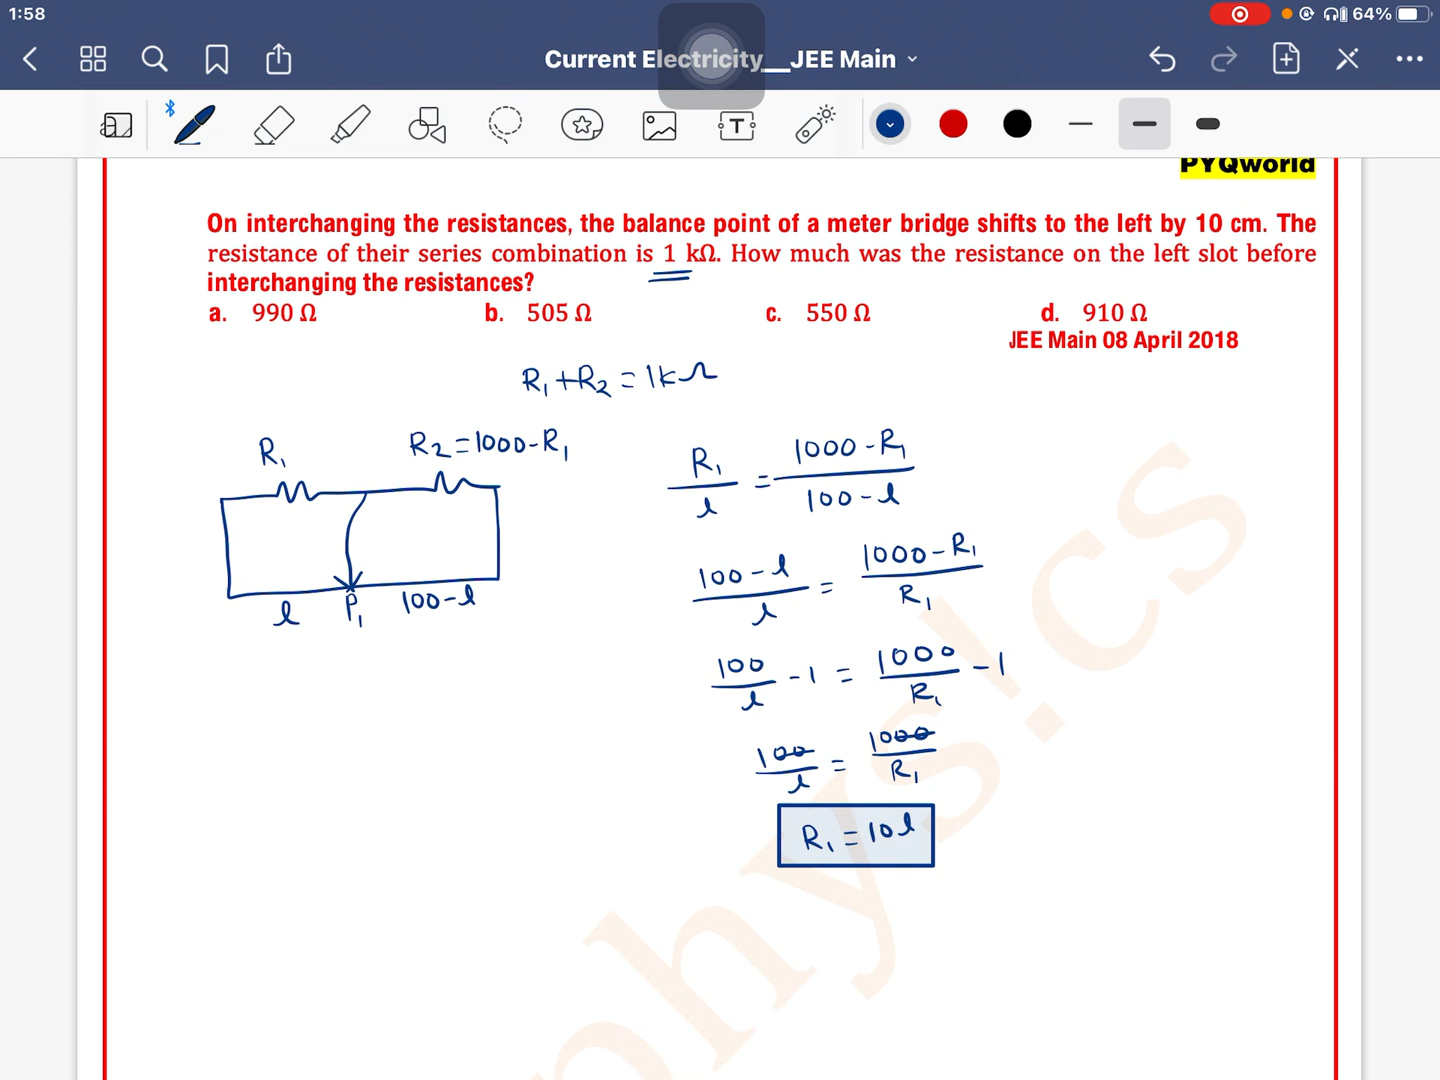 1:58
64%
Current Electricity__JEE Main
PYQworld
On interchanging the resistances, the balance point of a meter bridge shifts to the left by 10 cm. The
resistance of their series combination is 1 kΩ. How much was the resistance on the left slot before
interchanging the resistances?
a. 990 Ω b. 505 Ω c. 550 Ω d. 910 Ω
JEE Main 08 April 2018
R₁+R₂ = 1kΩ
R₁ R₂ = 1000-R₁
l P₁ 100-l
R₁/l = (1000-R₁)/(100-l)
(100-l)/l = (1000-R₁)/R₁
100/l - 1 = 1000/R₁ - 1
100/l = 1000/R₁
R₁ = 10l
phys!cs